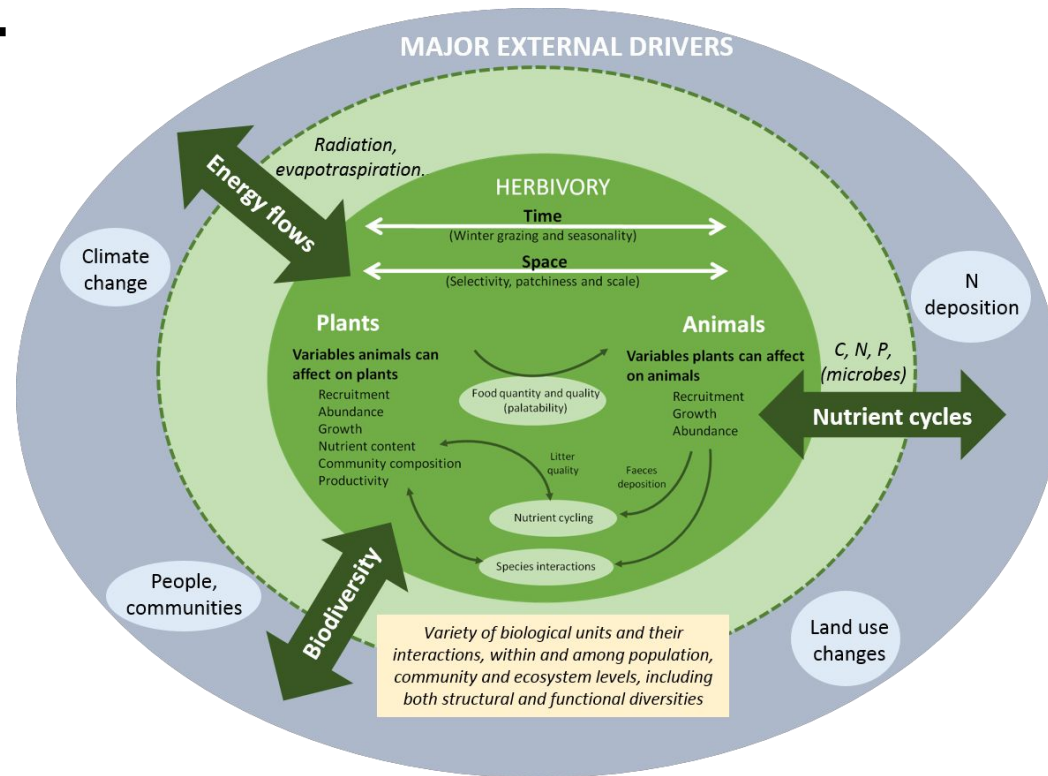 MAJOR EXTERNAL DRIVERS
Radiation,
evapotraspiration.
Energy flows
HERBIVORY
Time
(Winter grazing and seasonality)
Space
(Selectivity, patchiness and scale)
Climate
change
N
deposition
Plants
Animals
Variables animals can
affect on plants
Recruitment
Abundance
Growth
Nutrient content
Community composition
Productivity
Food quantity and quality
(palatability)
Variables plants can affect
on animals
Recruitment
Growth
Abundance
C, N, P,
(microbes)
Nutrient cycles
Litter
quality
Faeces
deposition
Nutrient cycling
Species interactions
People,
communities
Biodiversity
Land use
changes
Variety of biological units and their
interactions, within and among population,
community and ecosystem levels, including
both structural and functional diversities